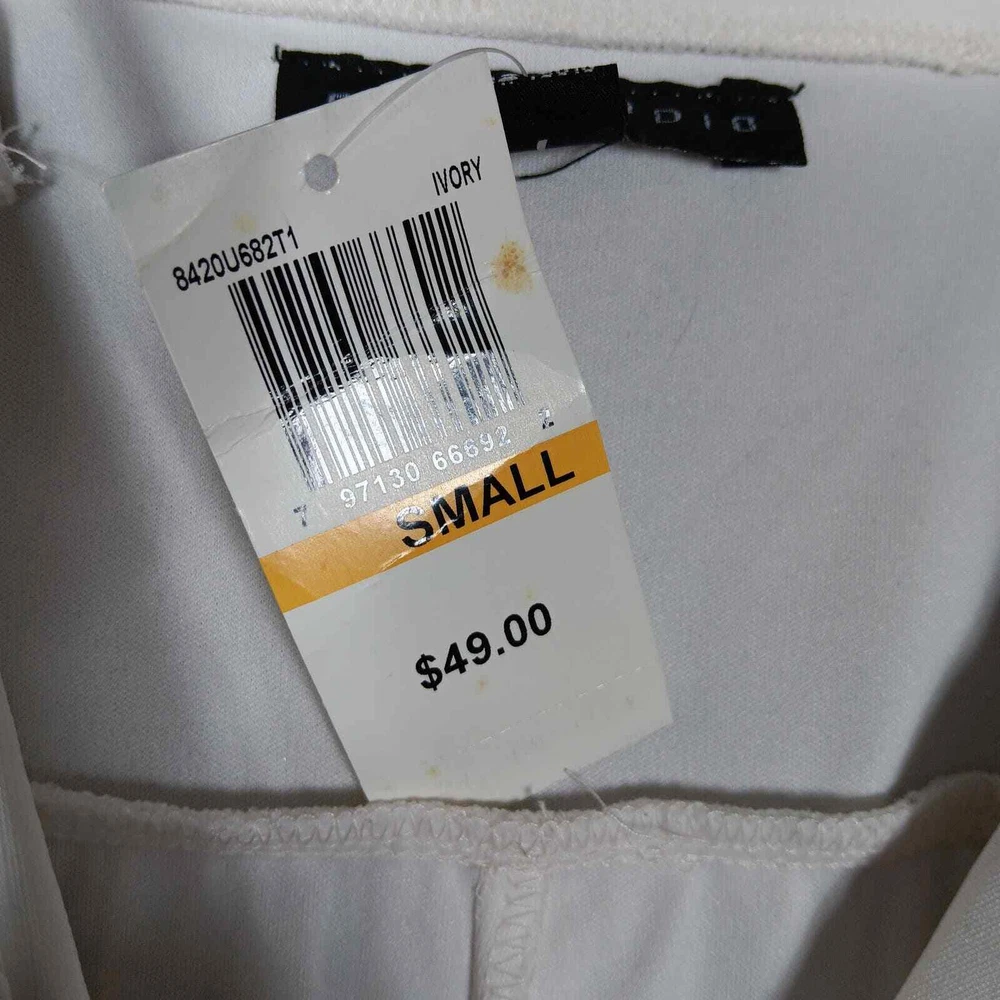 IVORY
8420U682T1
7 97130 66692 2
SMALL
$49.00